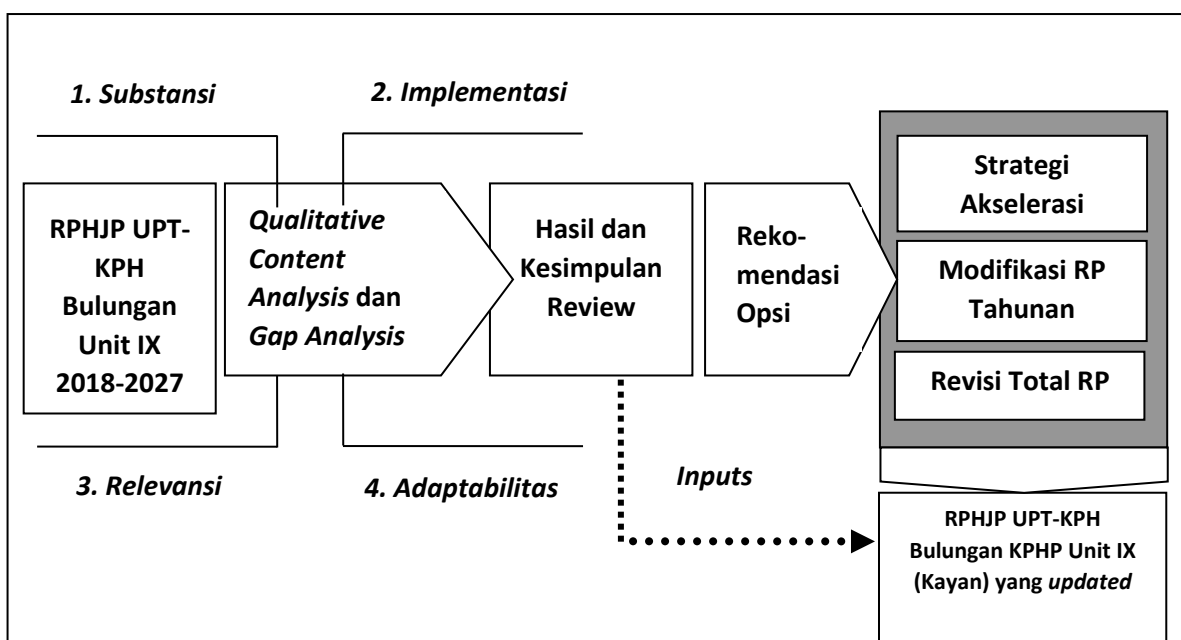 1. Substansi
2. Implementasi
RPHJP UPT-
KPH
Bulungan
Unit IX
2018-2027
Qualitative
Content
Analysis dan
Gap Analysis
Hasil dan
Kesimpulan
Review
Reko-
mendasi
Opsi
Strategi
Akselerasi
Modifikasi RP
Tahunan
Revisi Total RP
3. Relevansi
4. Adaptabilitas
Inputs
RPHJP UPT-KPH
Bulungan KPHP Unit IX
(Kayan) yang updated